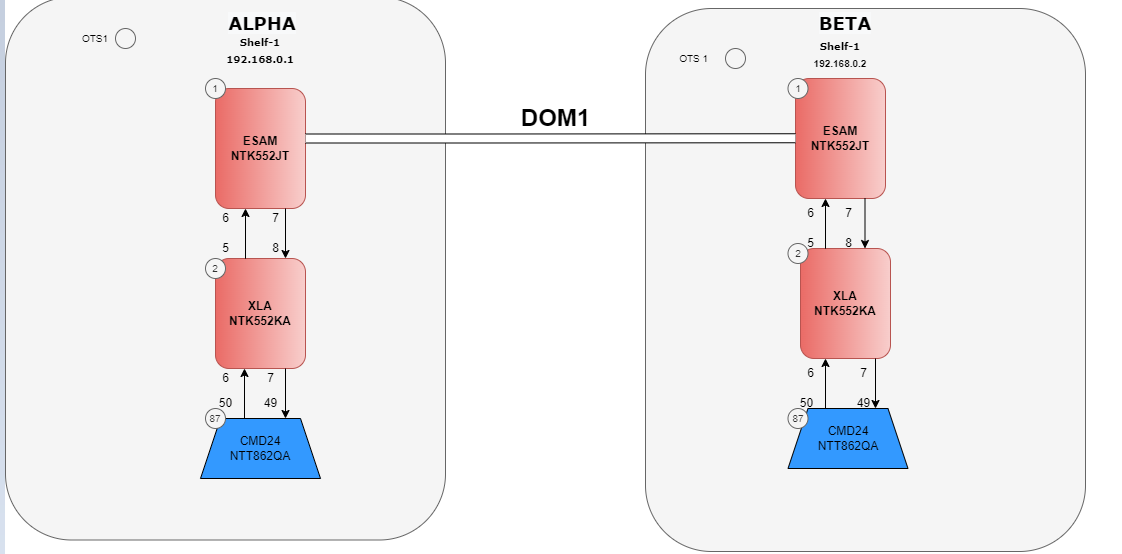 ALPHA
Shelf-1
192.168.0.1
OTS1
1
ESAM
NTK552JT
6 7
5 8
2
XLA
NTK552KA
6 7
50 49
87
CMD24
NTT862QA
DOM1
BETA
Shelf-1
192.168.0.2
OTS 1
1
ESAM
NTK552JT
6 7
5 8
2
XLA
NTK552KA
6 7
50 49
87
CMD24
NTT862QA